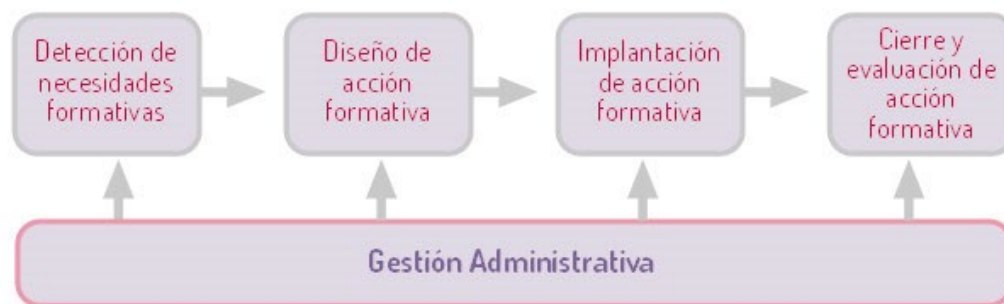 Detección de
necesidades
formativas
Diseño de
acción
formativa
Implantación
de acción
formativa
Cierre y
evaluación de
acción
formativa
Gestión Administrativa